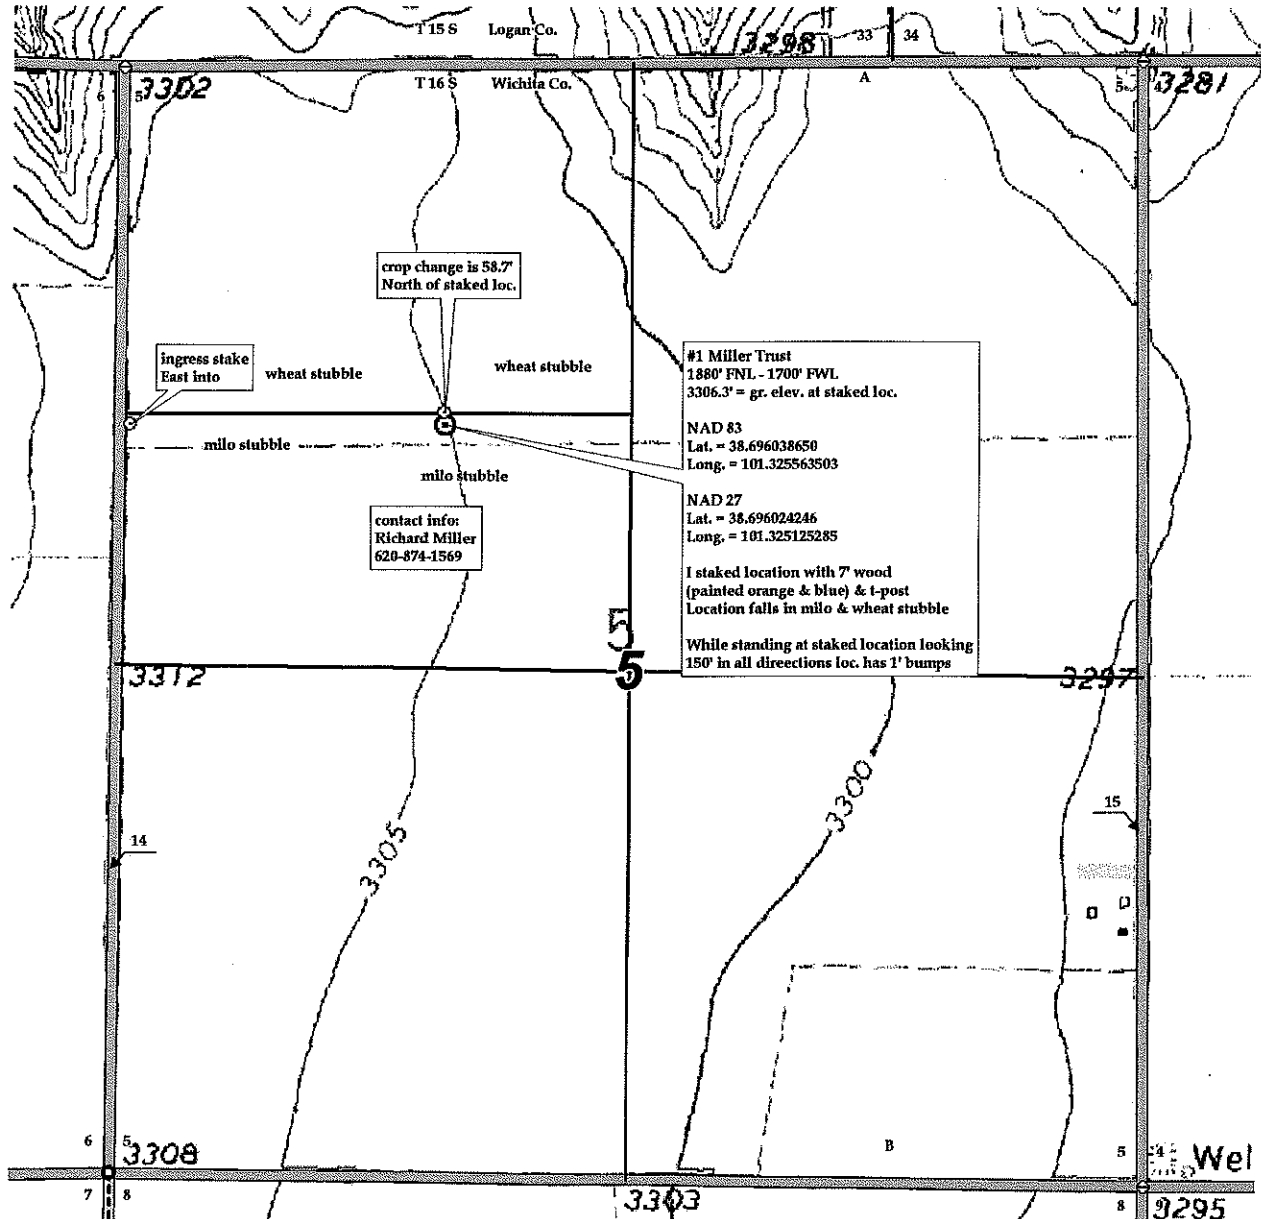 T 15 S Logan Co. 3298 33 34
T 16 S Wichita Co. A
6 5 3302 5 4 3281
crop change is 58.7'
North of staked loc.
ingress stake
East into
wheat stubble
wheat stubble
milo stubble
milo stubble
#1 Miller Trust
1880' FNL - 1700' FWL
3306.3' = gr. elev. at staked loc.
NAD 83
Lat. = 38.696038650
Long. = 101.325563503
NAD 27
Lat. = 38.696024246
Long. = 101.325125285
I staked location with 7' wood
(painted orange & blue) & t-post
Location falls in milo & wheat stubble
While standing at staked location looking
150' in all direections loc. has 1' bumps
contact info:
Richard Miller
620-874-1569
5
5
3312
3297
3300
3305
14
15
6 5 3308 B 5 4 Wel
7 8 3303 8 9 3295